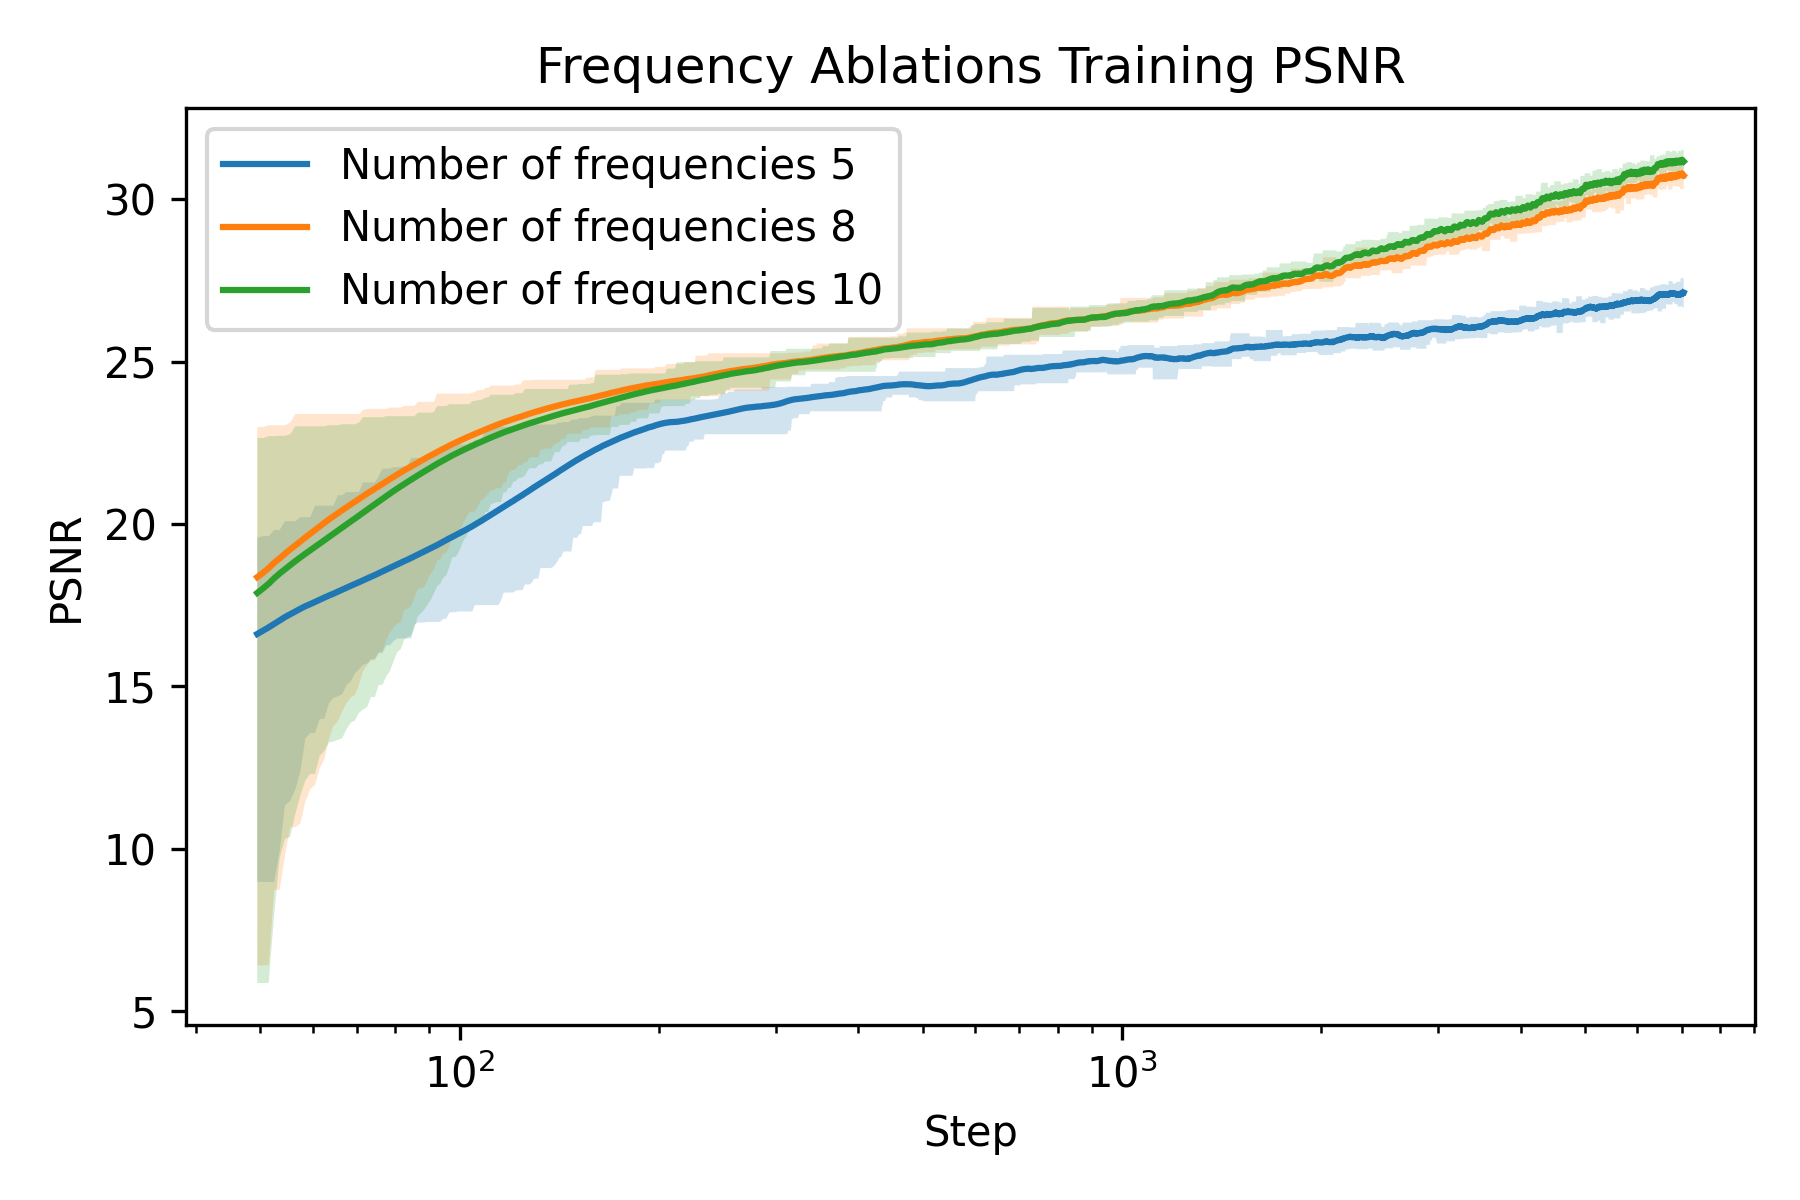 Frequency Ablations Training PSNR
Number of frequencies 5
Number of frequencies 8
Number of frequencies 10
30
25
20
15
10
5
PSNR
10²
10³
Step